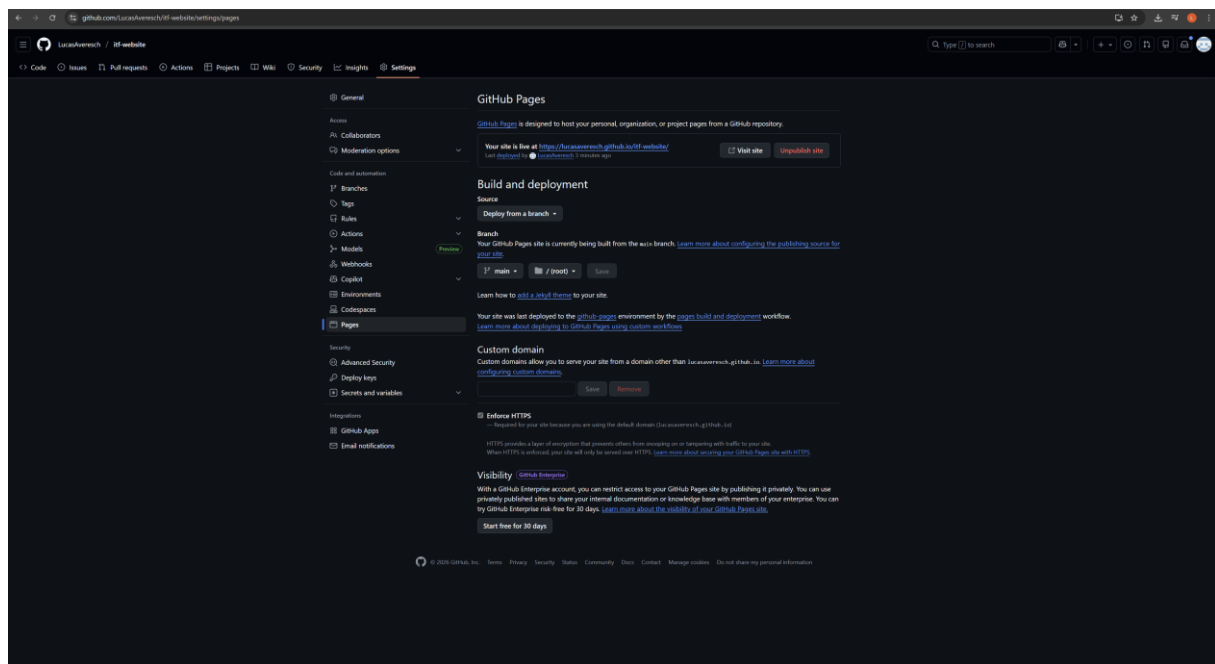 github.com/LucasAveresch/itf-website/settings/pages
LucasAveresch / itf-website
Type / to search
Code Issues Pull requests Actions Projects Wiki Security Insights Settings
General
Access
Collaborators
Moderation options
Code and automation
Branches
Tags
Rules
Actions
Models Preview
Webhooks
Copilot
Environments
Codespaces
Pages
Security
Advanced Security
Deploy keys
Secrets and variables
Integrations
GitHub Apps
Email notifications
GitHub Pages
GitHub Pages is designed to host your personal, organization, or project pages from a GitHub repository.
Your site is live at https://lucasaveresch.github.io/itf-website/
Last deployed by LucasAveresch 3 minutes ago
Visit site
Unpublish site
Build and deployment
Source
Deploy from a branch
Branch
Your GitHub Pages site is currently being built from the main branch. Learn more about configuring the publishing source for
your site.
main / (root) Save
Learn how to add a Jekyll theme to your site.
Your site was last deployed to the github-pages environment by the pages build and deployment workflow.
Learn more about deploying to GitHub Pages using custom workflows
Custom domain
Custom domains allow you to serve your site from a domain other than lucasaveresch.github.io. Learn more about
configuring custom domains.
Save Remove
Enforce HTTPS
— Required for your site because you are using the default domain (lucasaveresch.github.io)
HTTPS provides a layer of encryption that prevents others from snooping on or tampering with traffic to your site.
When HTTPS is enforced, your site will only be served over HTTPS. Learn more about securing your GitHub Pages site with HTTPS.
Visibility GitHub Enterprise
With a GitHub Enterprise account, you can restrict access to your GitHub Pages site by publishing it privately. You can use
privately published sites to share your internal documentation or knowledge base with members of your enterprise. You can
try GitHub Enterprise risk-free for 30 days. Learn more about the visibility of your GitHub Pages site.
Start free for 30 days
© 2026 GitHub, Inc. Terms Privacy Security Status Community Docs Contact Manage cookies Do not share my personal information